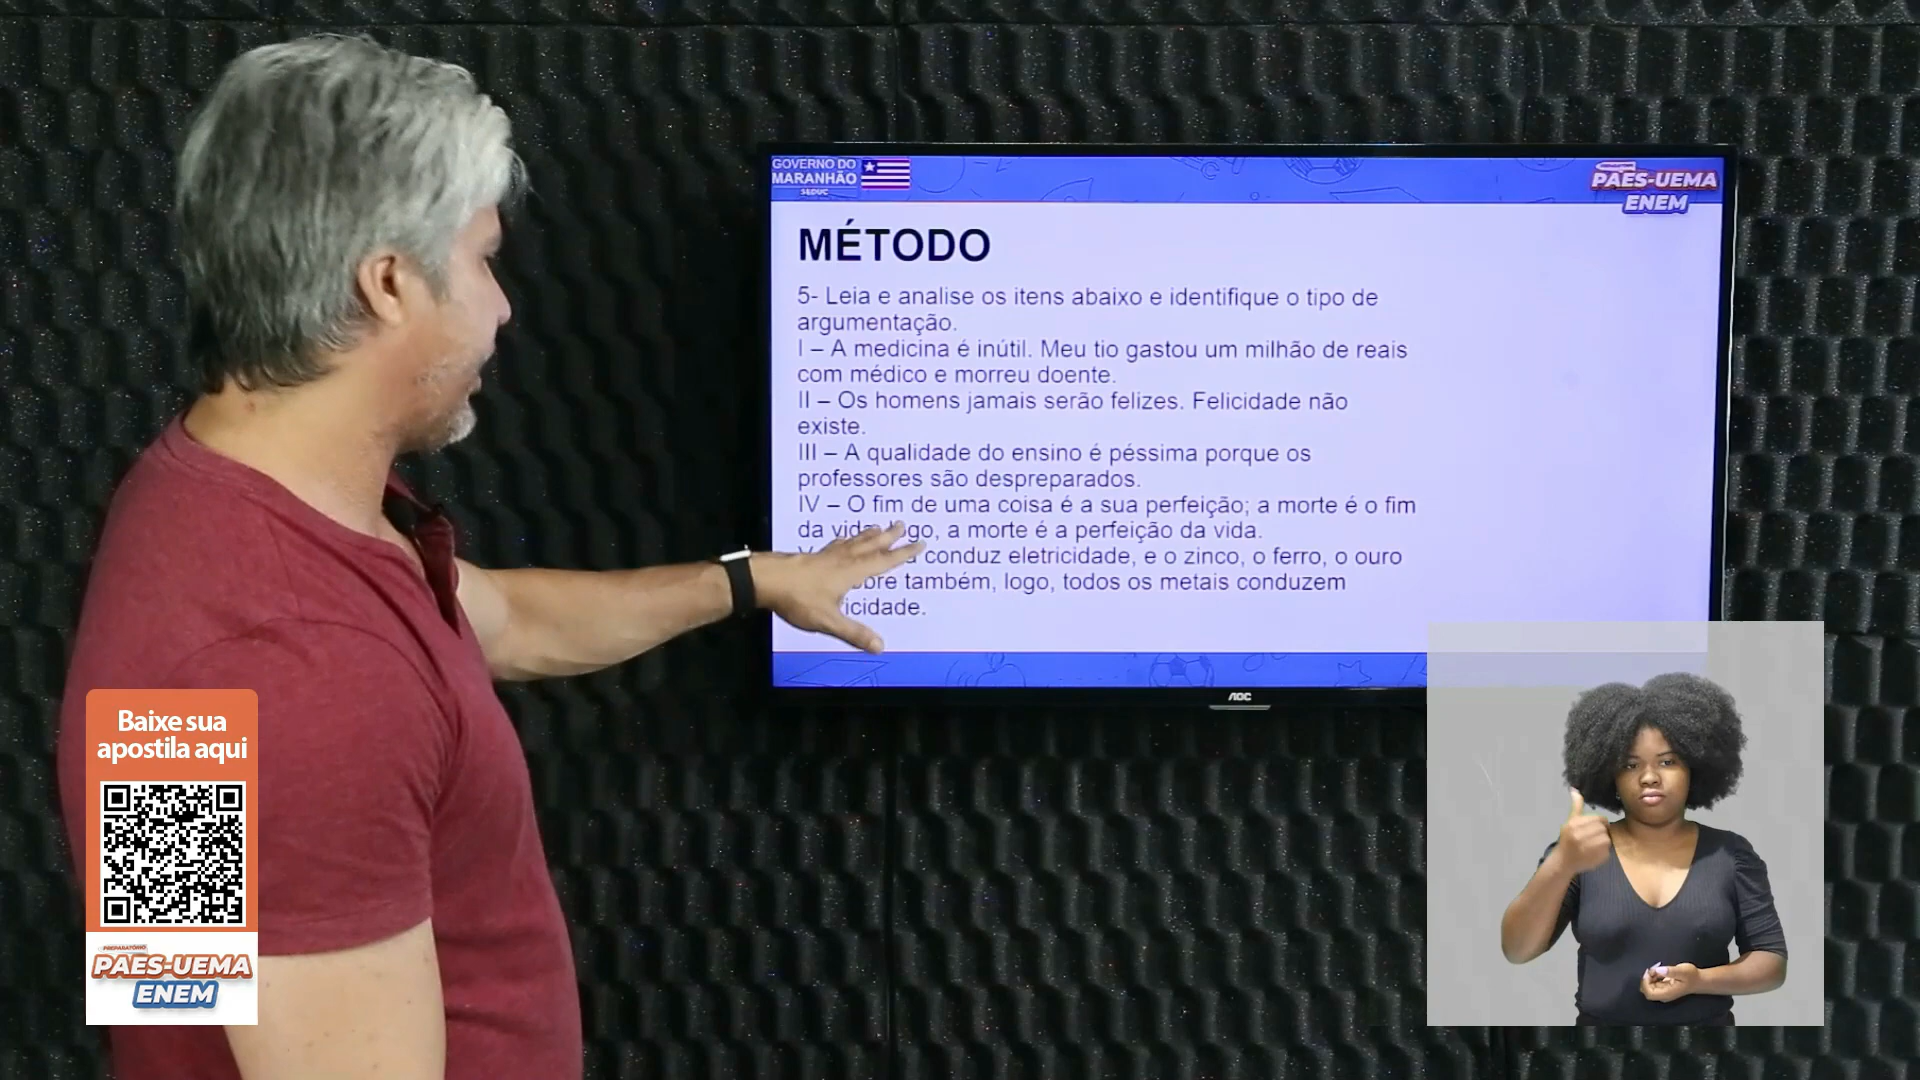 GOVERNO DO
MARANHÃO
SEDUC
PAES-UEMA
ENEM
MÉTODO
5- Leia e analise os itens abaixo e identifique o tipo de
argumentação.
I – A medicina é inútil. Meu tio gastou um milhão de reais
com médico e morreu doente.
II – Os homens jamais serão felizes. Felicidade não
existe.
III – A qualidade do ensino é péssima porque os
professores são despreparados.
IV – O fim de uma coisa é a sua perfeição; a morte é o fim
da vida, logo, a morte é a perfeição da vida.
conduz eletricidade, e o zinco, o ferro, o ouro
também, logo, todos os metais conduzem
AOC
Baixe sua
apostila aqui
PREPARATÓRIO
PAES-UEMA
ENEM